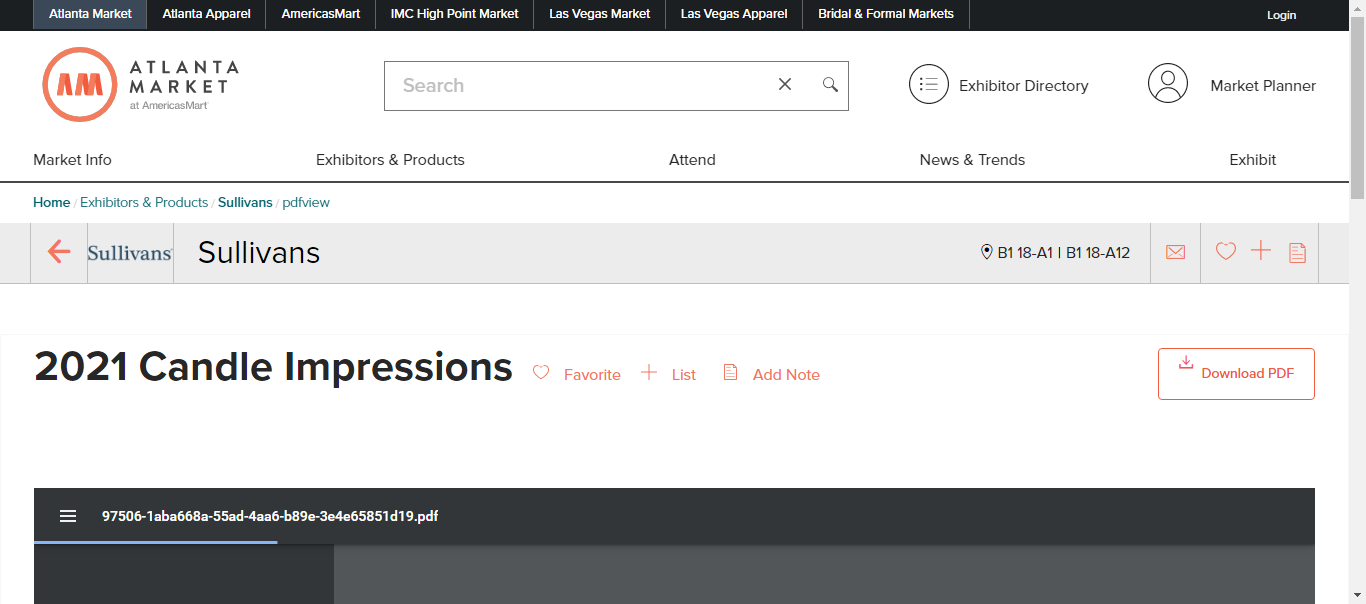 Atlanta Market Atlanta Apparel AmericasMart IMC High Point Market Las Vegas Market Las Vegas Apparel Bridal & Formal Markets Login
AM ATLANTA
MARKET
at AmericasMart
Search
Exhibitor Directory
Market Planner
Market Info Exhibitors & Products Attend News & Trends Exhibit
Home / Exhibitors & Products / Sullivans / pdfview
Sullivans Sullivans B1 18-A1 | B1 18-A12
2021 Candle Impressions Favorite List Add Note Download PDF
97506-1aba668a-55ad-4aa6-b89e-3e4e65851d19.pdf